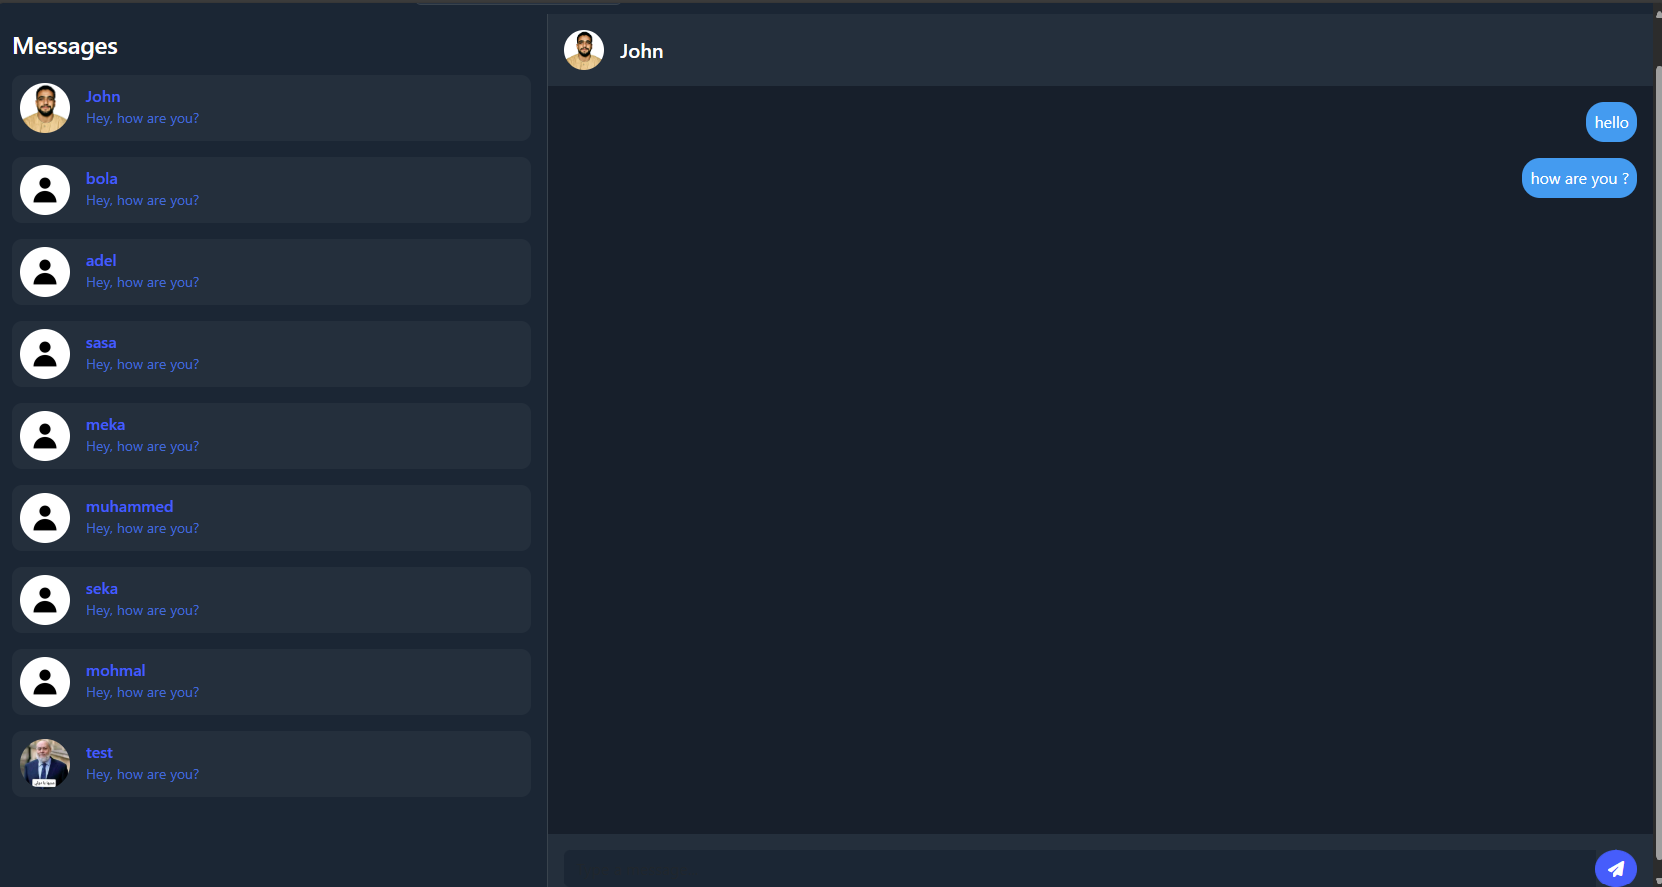 Messages
John
Hey, how are you?
bola
Hey, how are you?
adel
Hey, how are you?
sasa
Hey, how are you?
meka
Hey, how are you?
muhammed
Hey, how are you?
seka
Hey, how are you?
mohmal
Hey, how are you?
test
Hey, how are you?
John
hello
how are you ?